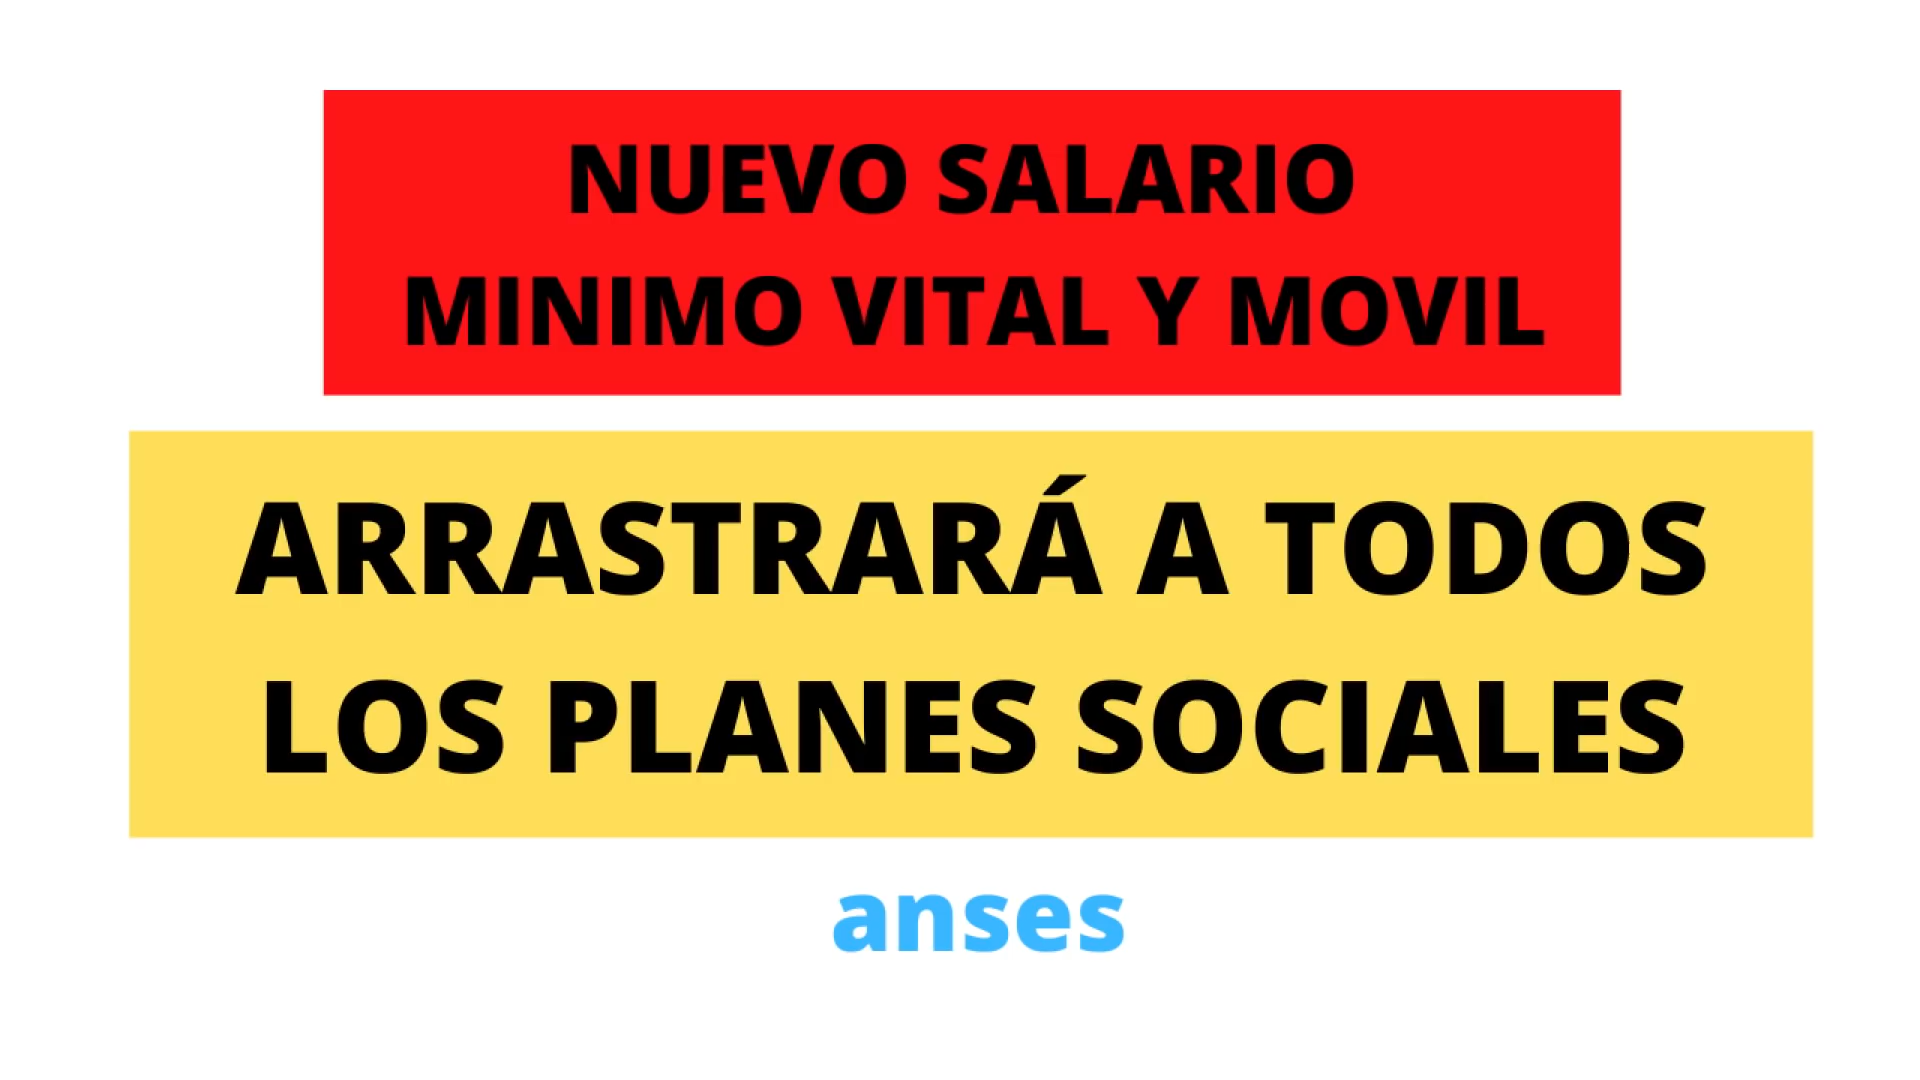 NUEVO SALARIO
MINIMO VITAL Y MOVIL
ARRASTRARÁ A TODOS
LOS PLANES SOCIALES
anses